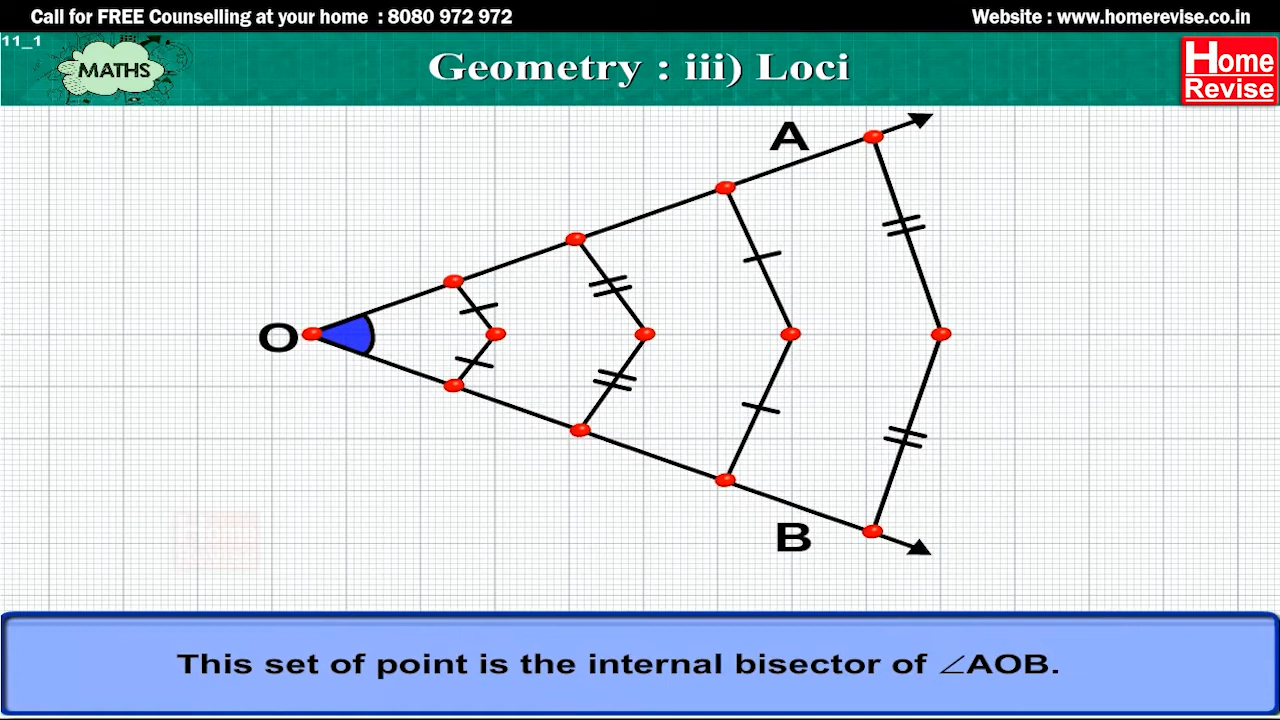 Call for FREE Counselling at your home : 8080 972 972
Website : www.homerevise.co.in
11_1
MATHS
Geometry : iii) Loci
Home
Revise
A
O
B
This set of point is the internal bisector of ∠AOB.